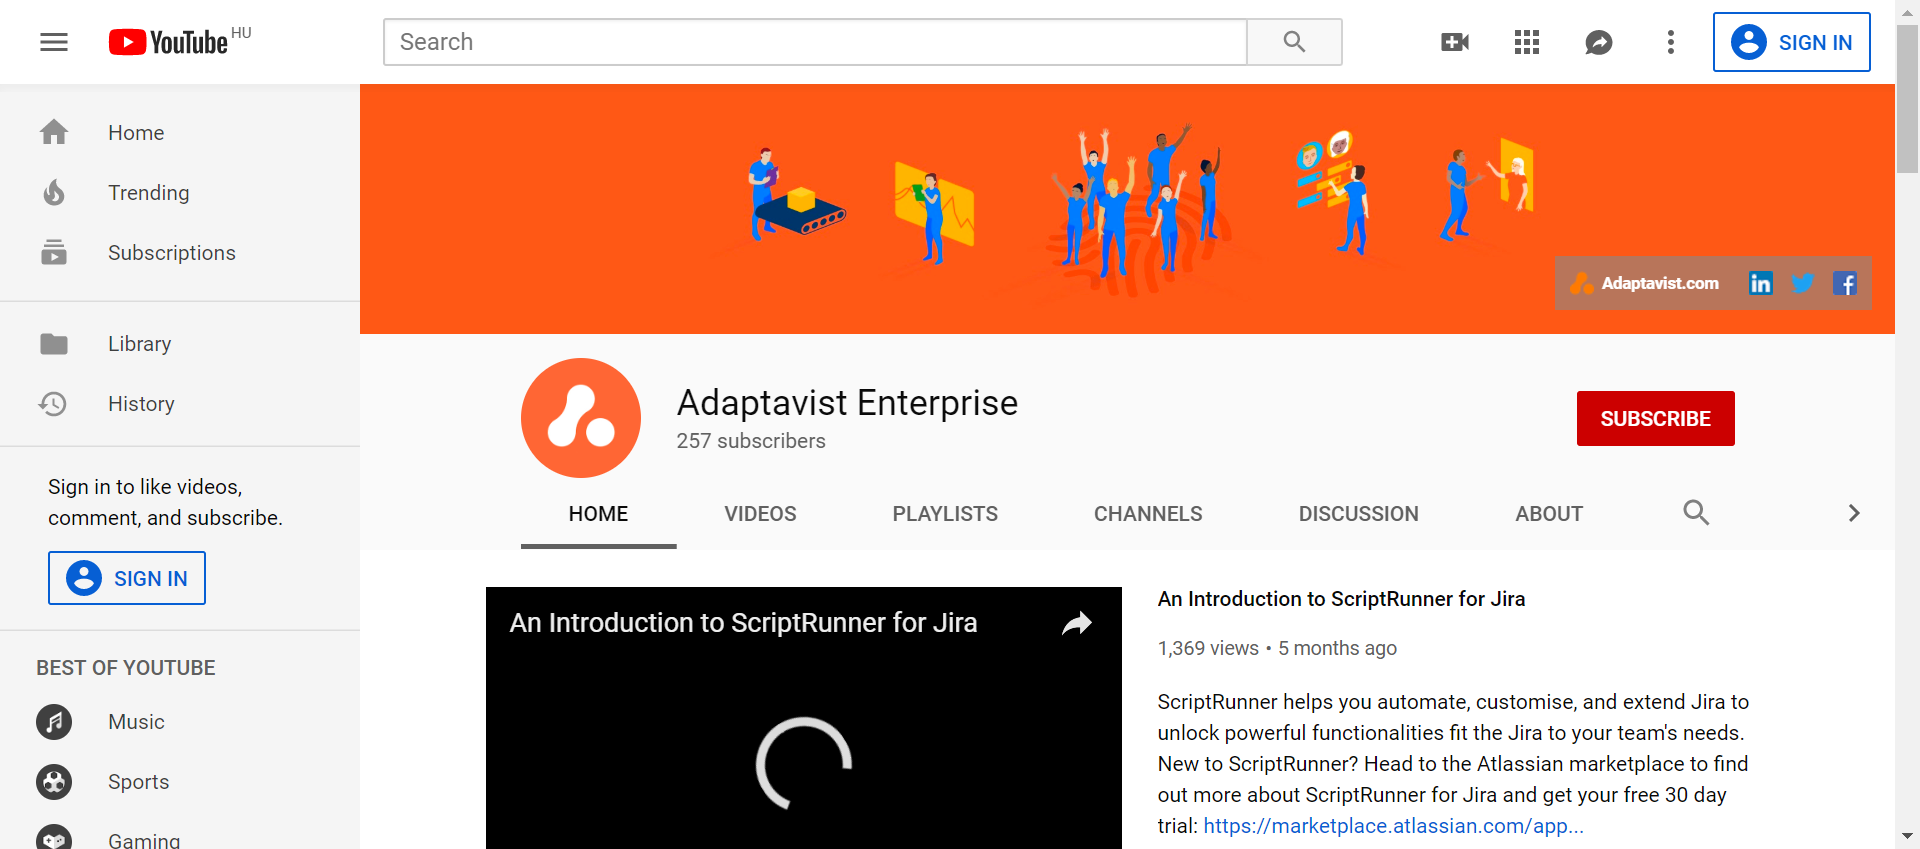 YouTube HU
Search
SIGN IN
Home
Trending
Subscriptions
Library
History
Sign in to like videos,
comment, and subscribe.
SIGN IN
BEST OF YOUTUBE
Music
Sports
Gaming
Adaptavist.com
Adaptavist Enterprise
257 subscribers
SUBSCRIBE
HOME VIDEOS PLAYLISTS CHANNELS DISCUSSION ABOUT
An Introduction to ScriptRunner for Jira
An Introduction to ScriptRunner for Jira
1,369 views • 5 months ago
ScriptRunner helps you automate, customise, and extend Jira to
unlock powerful functionalities fit the Jira to your team's needs.
New to ScriptRunner? Head to the Atlassian marketplace to find
out more about ScriptRunner for Jira and get your free 30 day
trial: https://marketplace.atlassian.com/app...